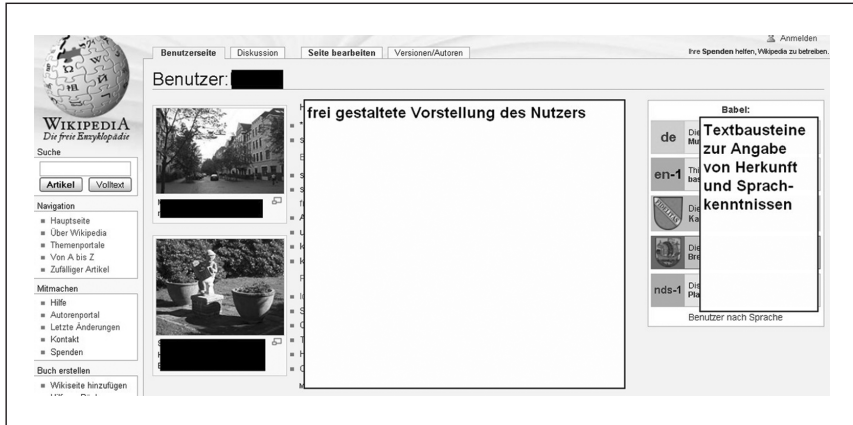 Anmelden
Benutzerseite Diskussion Seite bearbeiten Versionen/Autoren
Ihre Spenden helfen, Wikipedia zu betreiben.
Benutzer:
WIKIPEDIA
Die freie Enzyklopädie
Suche
Artikel Volltext
Navigation
Hauptseite
Über Wikipedia
Themenportale
Von A bis Z
Zufälliger Artikel
Mitmachen
Hilfe
Autorenportal
Letzte Änderungen
Kontakt
Spenden
Buch erstellen
Wikiseite hinzufügen
frei gestaltete Vorstellung des Nutzers
Babel:
de
en-1
nds-1
Textbausteine
zur Angabe
von Herkunft
und Sprach-
kenntnissen
Benutzer nach Sprache